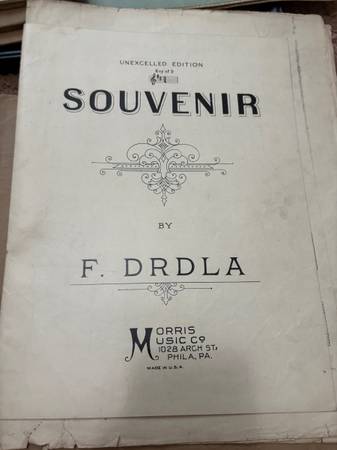 UNEXCELLED EDITION
Key of D
SOUVENIR
BY
F. DRDLA
MORRIS
MUSIC CO
1028 ARCH ST.
PHILA, PA.
MADE IN U.S.A.